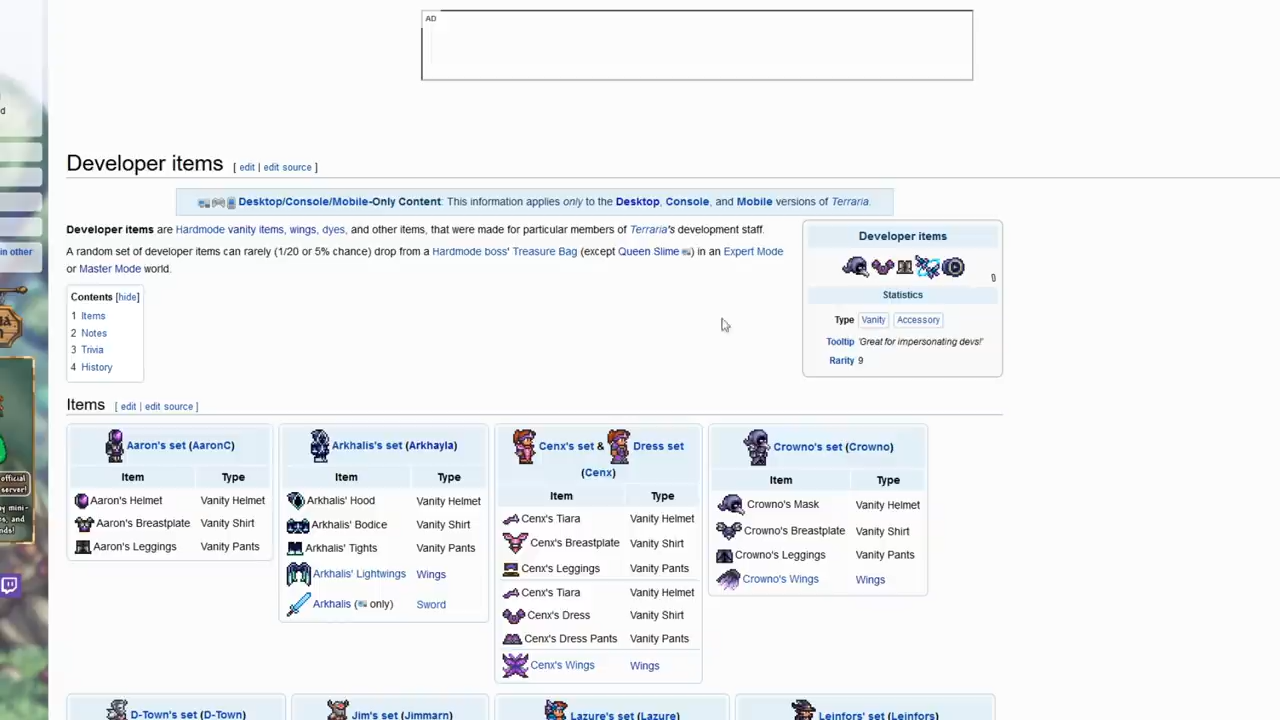 AD
d
in other
official
server!
Developer items [ edit | edit source ]
Desktop/Console/Mobile-Only Content: This information applies only to the Desktop, Console, and Mobile versions of Terraria.
Developer items are Hardmode vanity items, wings, dyes, and other items, that were made for particular members of Terraria's development staff.
A random set of developer items can rarely (1/20 or 5% chance) drop from a Hardmode boss' Treasure Bag (except Queen Slime) in an Expert Mode
or Master Mode world.
Developer items
Statistics
Type Vanity Accessory
Tooltip 'Great for impersonating devs!'
Rarity 9
Contents [hide]
1 Items
2 Notes
3 Trivia
4 History
Items [ edit | edit source ]
Aaron's set (AaronC)
Item Type
Aaron's Helmet Vanity Helmet
Aaron's Breastplate Vanity Shirt
Aaron's Leggings Vanity Pants
Arkhalis's set (Arkhayla)
Item Type
Arkhalis' Hood Vanity Helmet
Arkhalis' Bodice Vanity Shirt
Arkhalis' Tights Vanity Pants
Arkhalis' Lightwings Wings
Arkhalis ( only) Sword
Cenx's set & Dress set
(Cenx)
Item Type
Cenx's Tiara Vanity Helmet
Cenx's Breastplate Vanity Shirt
Cenx's Leggings Vanity Pants
Cenx's Tiara Vanity Helmet
Cenx's Dress Vanity Shirt
Cenx's Dress Pants Vanity Pants
Cenx's Wings Wings
Crowno's set (Crowno)
Item Type
Crowno's Mask Vanity Helmet
Crowno's Breastplate Vanity Shirt
Crowno's Leggings Vanity Pants
Crowno's Wings Wings
D-Town's set (D-Town)
Jim's set (Jimmarn)
Lazure's set (Lazure)
Leinfors' set (Leinfors)